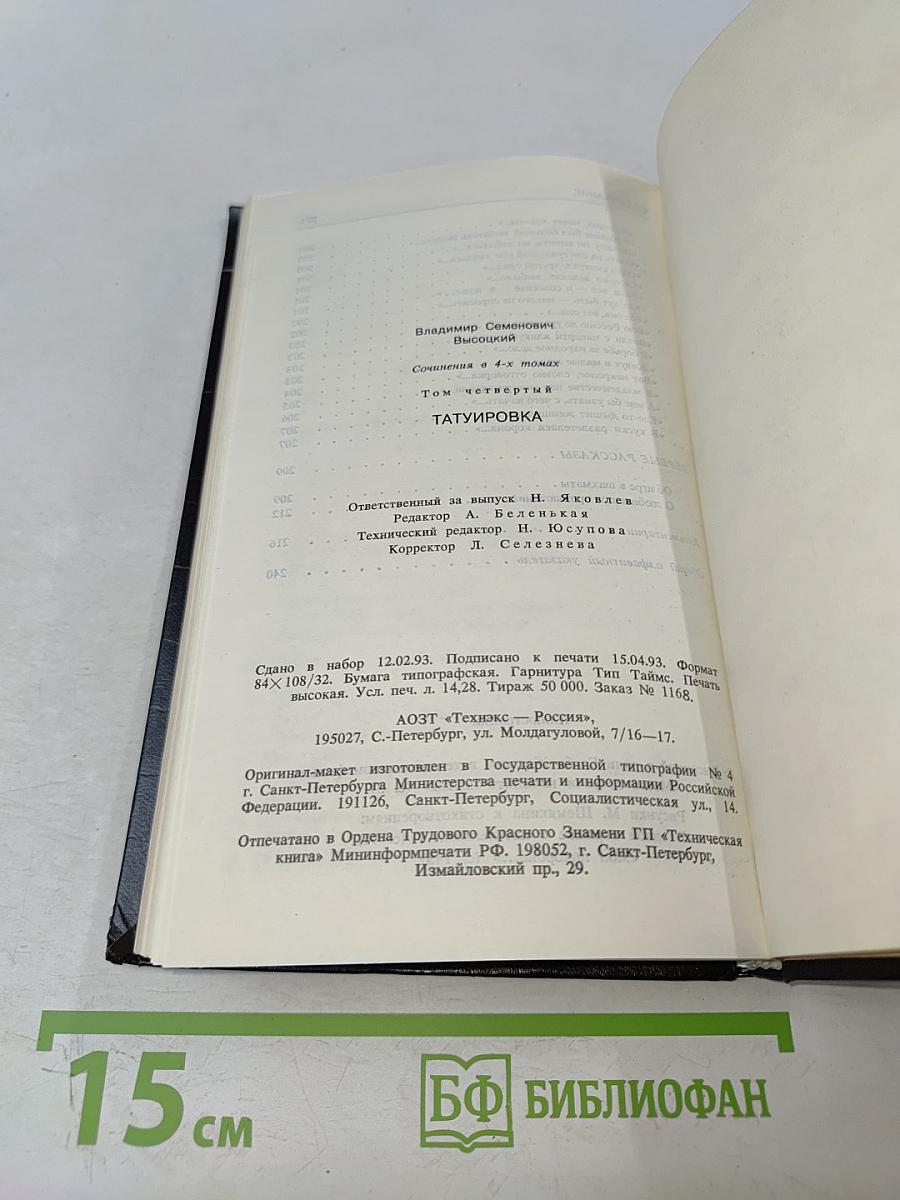 Владимир Семенович
Высоцкий
Сочинения в 4-х томах
Том четвертый
ТАТУИРОВКА
Ответственный за выпуск Н. Яковлев
Редактор А. Беленькая
Технический редактор Н. Юсупова
Корректор Л. Селезнева
Сдано в набор 12.02.93. Подписано к печати 15.04.93. Формат
84×108/32. Бумага типографская. Гарнитура Тип Таймс. Печать
высокая. Усл. печ. л. 14,28. Тираж 50 000. Заказ № 1168.
АОЗТ «Технэкс — Россия»,
195027, С.-Петербург, ул. Молдагуловой, 7/16—17.
Оригинал-макет изготовлен в Государственной типографии № 4
г. Санкт-Петербурга Министерства печати и информации Российской
Федерации. 191126, Санкт-Петербург, Социалистическая ул., 14.
Отпечатано в Ордена Трудового Красного Знамени ГП «Техническая
книга» Мининформпечати РФ. 198052, г. Санкт-Петербург,
Измайловский пр., 29.
15 см
БФ БИБЛИОФАН